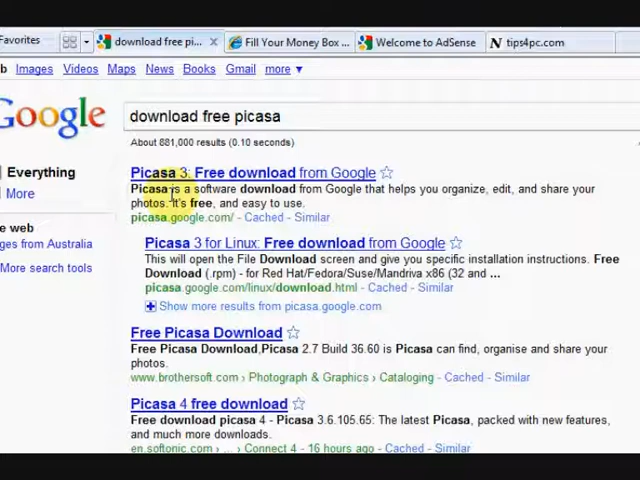 Favorites download free pi... Fill Your Money Box ... Welcome to AdSense tips4pc.com
b Images Videos Maps News Books Gmail more ▼
Google download free picasa
About 881,000 results (0.10 seconds)
Everything
More
e web
ges from Australia
More search tools
Picasa 3: Free download from Google
Picasa is a software download from Google that helps you organize, edit, and share your
photos. It's free, and easy to use.
picasa.google.com/ - Cached - Similar
Picasa 3 for Linux: Free download from Google
This will open the File Download screen and give you specific installation instructions. Free
Download (.rpm) - for Red Hat/Fedora/Suse/Mandriva x86 (32 and ...
picasa.google.com/linux/download.html - Cached - Similar
Show more results from picasa.google.com
Free Picasa Download
Free Picasa Download,Picasa 2.7 Build 36.60 is Picasa can find, organise and share your
photos.
www.brothersoft.com › Photograph & Graphics › Cataloging - Cached - Similar
Picasa 4 free download
Free download picasa 4 - Picasa 3.6.105.65: The latest Picasa, packed with new features,
and much more downloads.
en.softonic.com › ... › Connect 4 - 16 hours ago - Cached - Similar